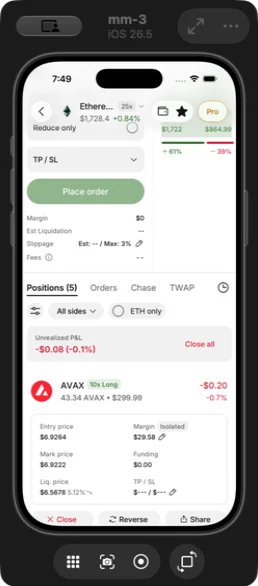 mm-3
iOS 26.5
7:49
Ethere... 25x
$1,728.4 +0.84%
Pro
Reduce only
$1,722 $864.99
+ 61% − 39%
TP / SL
Place order
Margin $0
Est Liquidation --
Slippage Est: -- / Max: 3%
Fees --
Positions (5) Orders Chase TWAP
All sides ETH only
Unrealized P&L
-$0.08 (-0.1%)
Close all
AVAX 10x Long -$0.20
43.34 AVAX • $299.99 -0.7%
Entry price Margin Isolated
$6.9264 $29.58
Mark price Funding
$6.9222 $0.00
Liq. price TP / SL
$6.5678 5.12% $--- / $---
Close Reverse Share